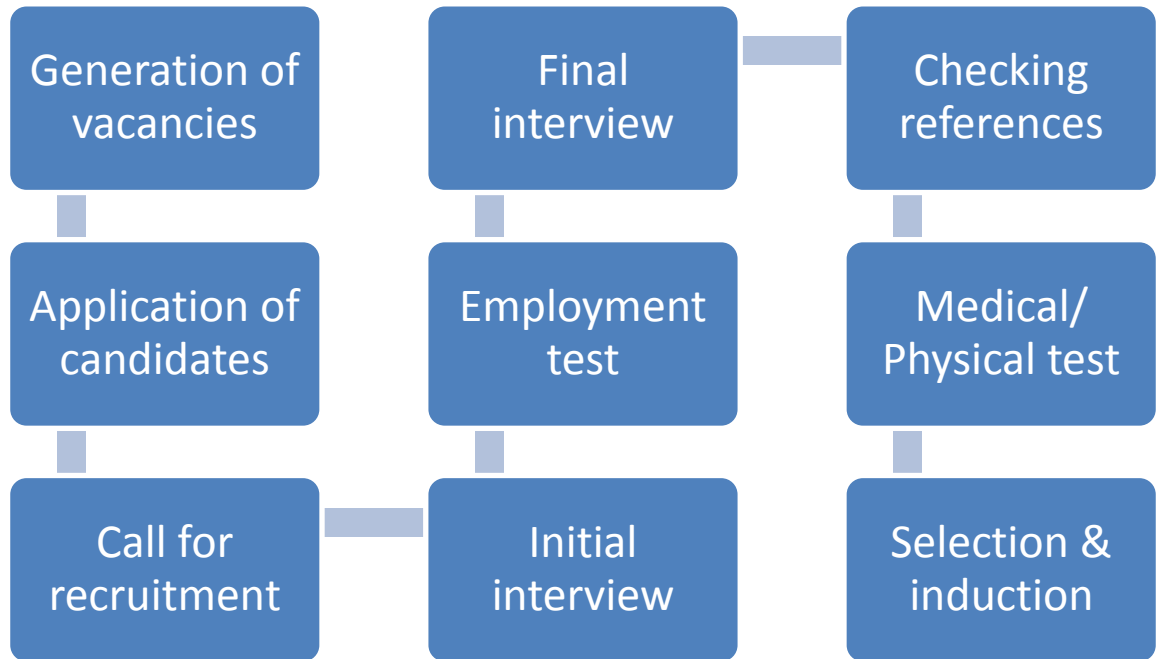 Generation of
vacancies
Application of
candidates
Call for
recruitment
Initial
interview
Employment
test
Final
interview
Checking
references
Medical/
Physical test
Selection &
induction